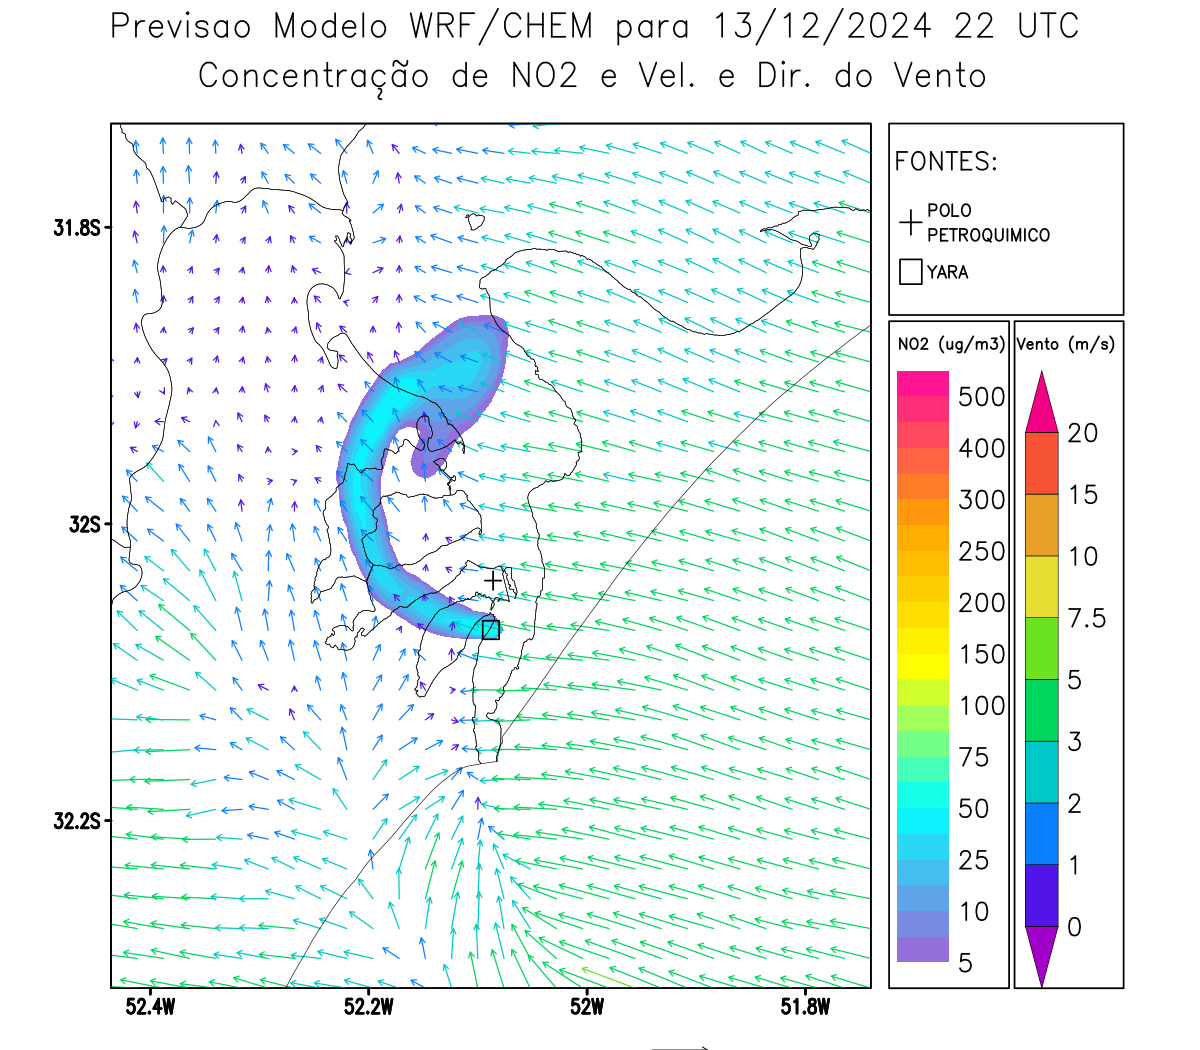 Previsao Modelo WRF/CHEM para 13/12/2024 22 UTC
Concentração de NO2 e Vel. e Dir. do Vento
FONTES:
POLO
PETROQUIMICO
YARA
31.8S
32S
32.2S
52.4W
52.2W
52W
51.8W
NO2 (ug/m3)
500
400
300
250
200
150
100
75
50
25
10
5
Vento (m/s)
20
15
10
7.5
5
3
2
1
0